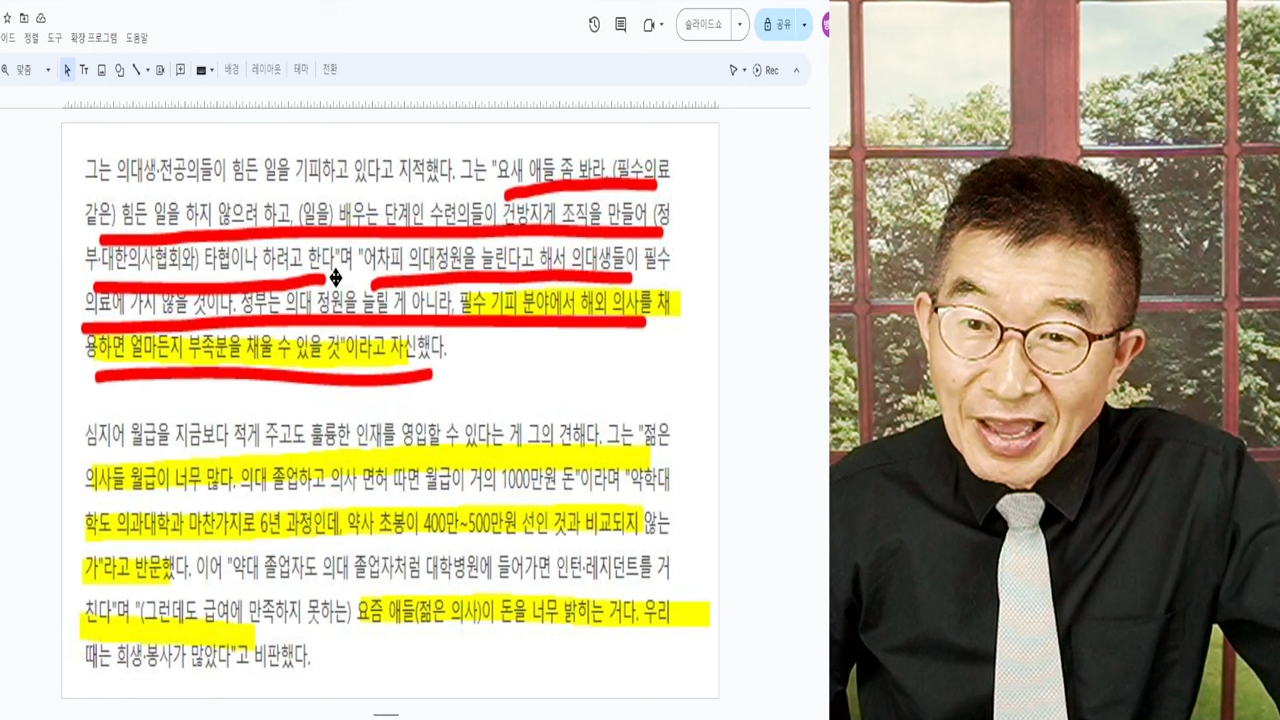 이드 정렬 도구 확장 프로그램 도움말
슬라이드쇼
공유
맞춤
Tr
배경
레이아웃
테마
전환
Rec
그는 의대생·전공의들이 힘든 일을 기피하고 있다고 지적했다. 그는 "요새 애들 좀 봐라. (필수의료
같은) 힘든 일을 하지 않으려 하고, (일을) 배우는 단계인 수련의들이 건방지게 조직을 만들어 (정
부·대한의사협회와) 타협이나 하려고 한다"며 "어차피 의대정원을 늘린다고 해서 의대생들이 필수
의료에 가지 않을 것이다. 정부는 의대 정원을 늘릴 게 아니라, 필수 기피 분야에서 해외 의사를 채
용하면 얼마든지 부족분을 채울 수 있을 것"이라고 자신했다.
심지어 월급을 지금보다 적게 주고도 훌륭한 인재를 영입할 수 있다는 게 그의 견해다. 그는 "젊은
의사들 월급이 너무 많다. 의대 졸업하고 의사 면허 따면 월급이 거의 1000만원 돈"이라며 "약학대
학도 의과대학과 마찬가지로 6년 과정인데, 약사 초봉이 400만~500만원 선인 것과 비교되지 않는
가"라고 반문했다. 이어 "약대 졸업자도 의대 졸업자처럼 대학병원에 들어가면 인턴·레지던트를 거
친다"며 "(그런데도 급여에 만족하지 못하는) 요즘 애들(젊은 의사)이 돈을 너무 밝히는 거다. 우리
때는 희생·봉사가 많았다"고 비판했다.